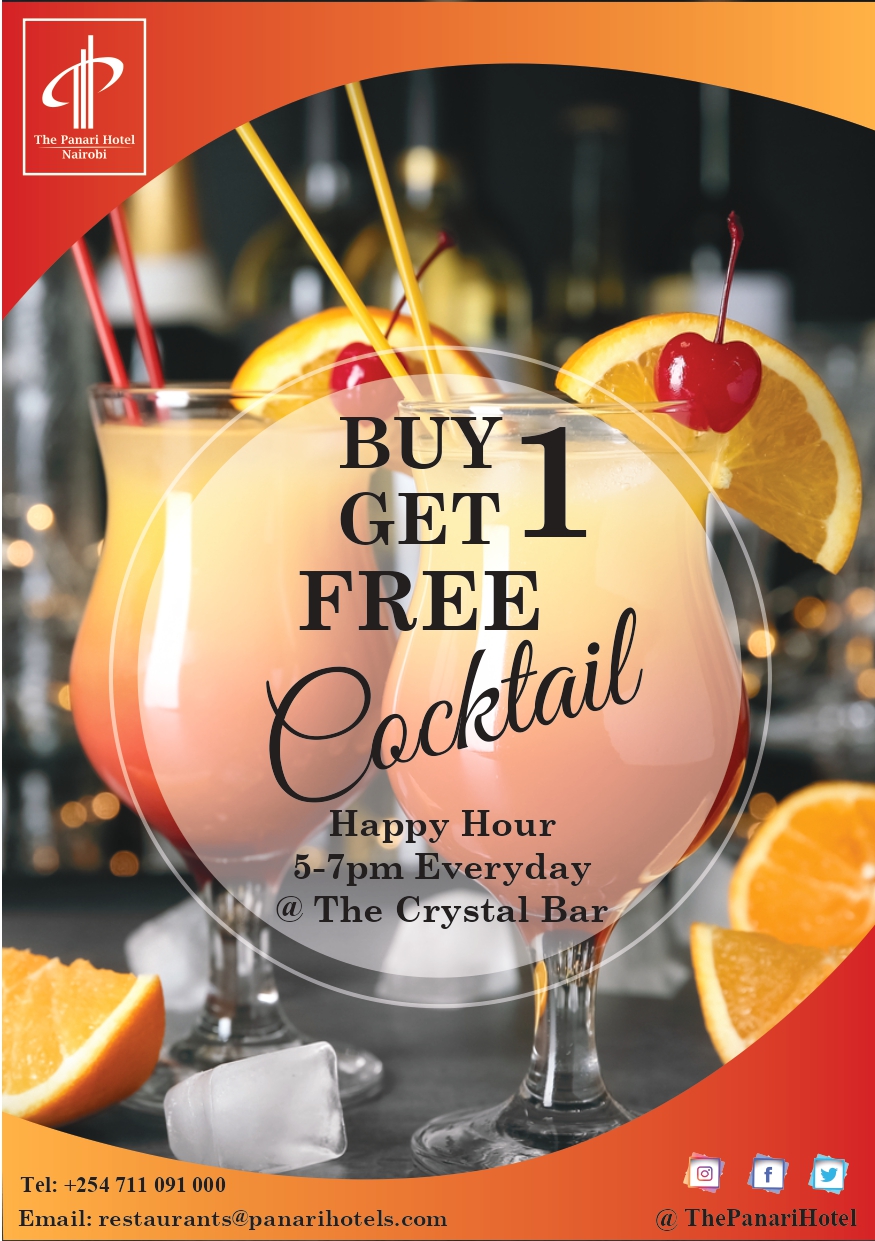 The Panari Hotel
Nairobi
BUY 1
GET
FREE
Cocktail
Happy Hour
5-7pm Everyday
@ The Crystal Bar
Tel: +254 711 091 000
Email: restaurants@panarihotels.com
@ ThePanariHotel